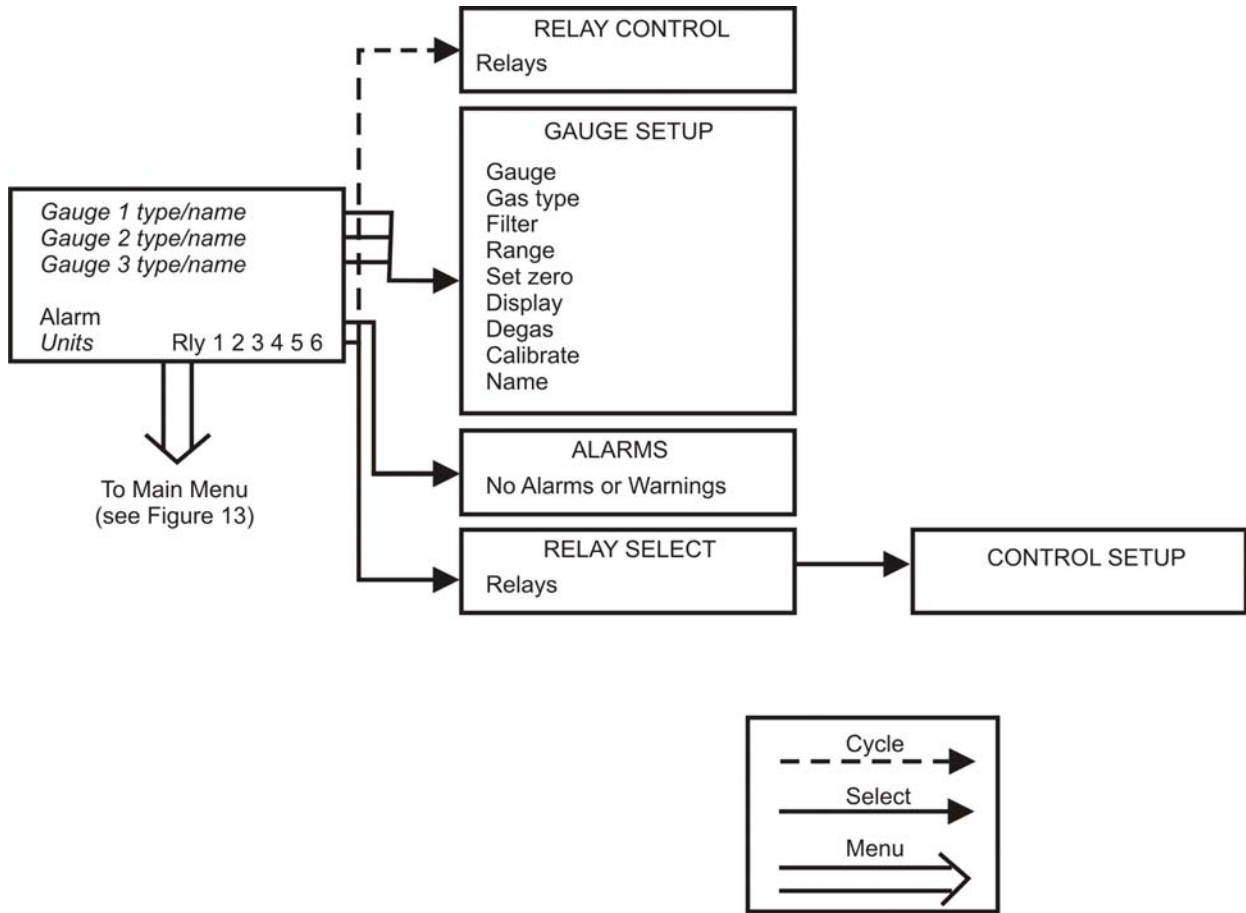 RELAY CONTROL
Relays
GAUGE SETUP
Gauge
Gas type
Filter
Range
Set zero
Display
Degas
Calibrate
Name
Gauge 1 type/name
Gauge 2 type/name
Gauge 3 type/name
Alarm
Units Rly 1 2 3 4 5 6
To Main Menu
(see Figure 13)
ALARMS
No Alarms or Warnings
RELAY SELECT
Relays
CONTROL SETUP
Cycle
Select
Menu